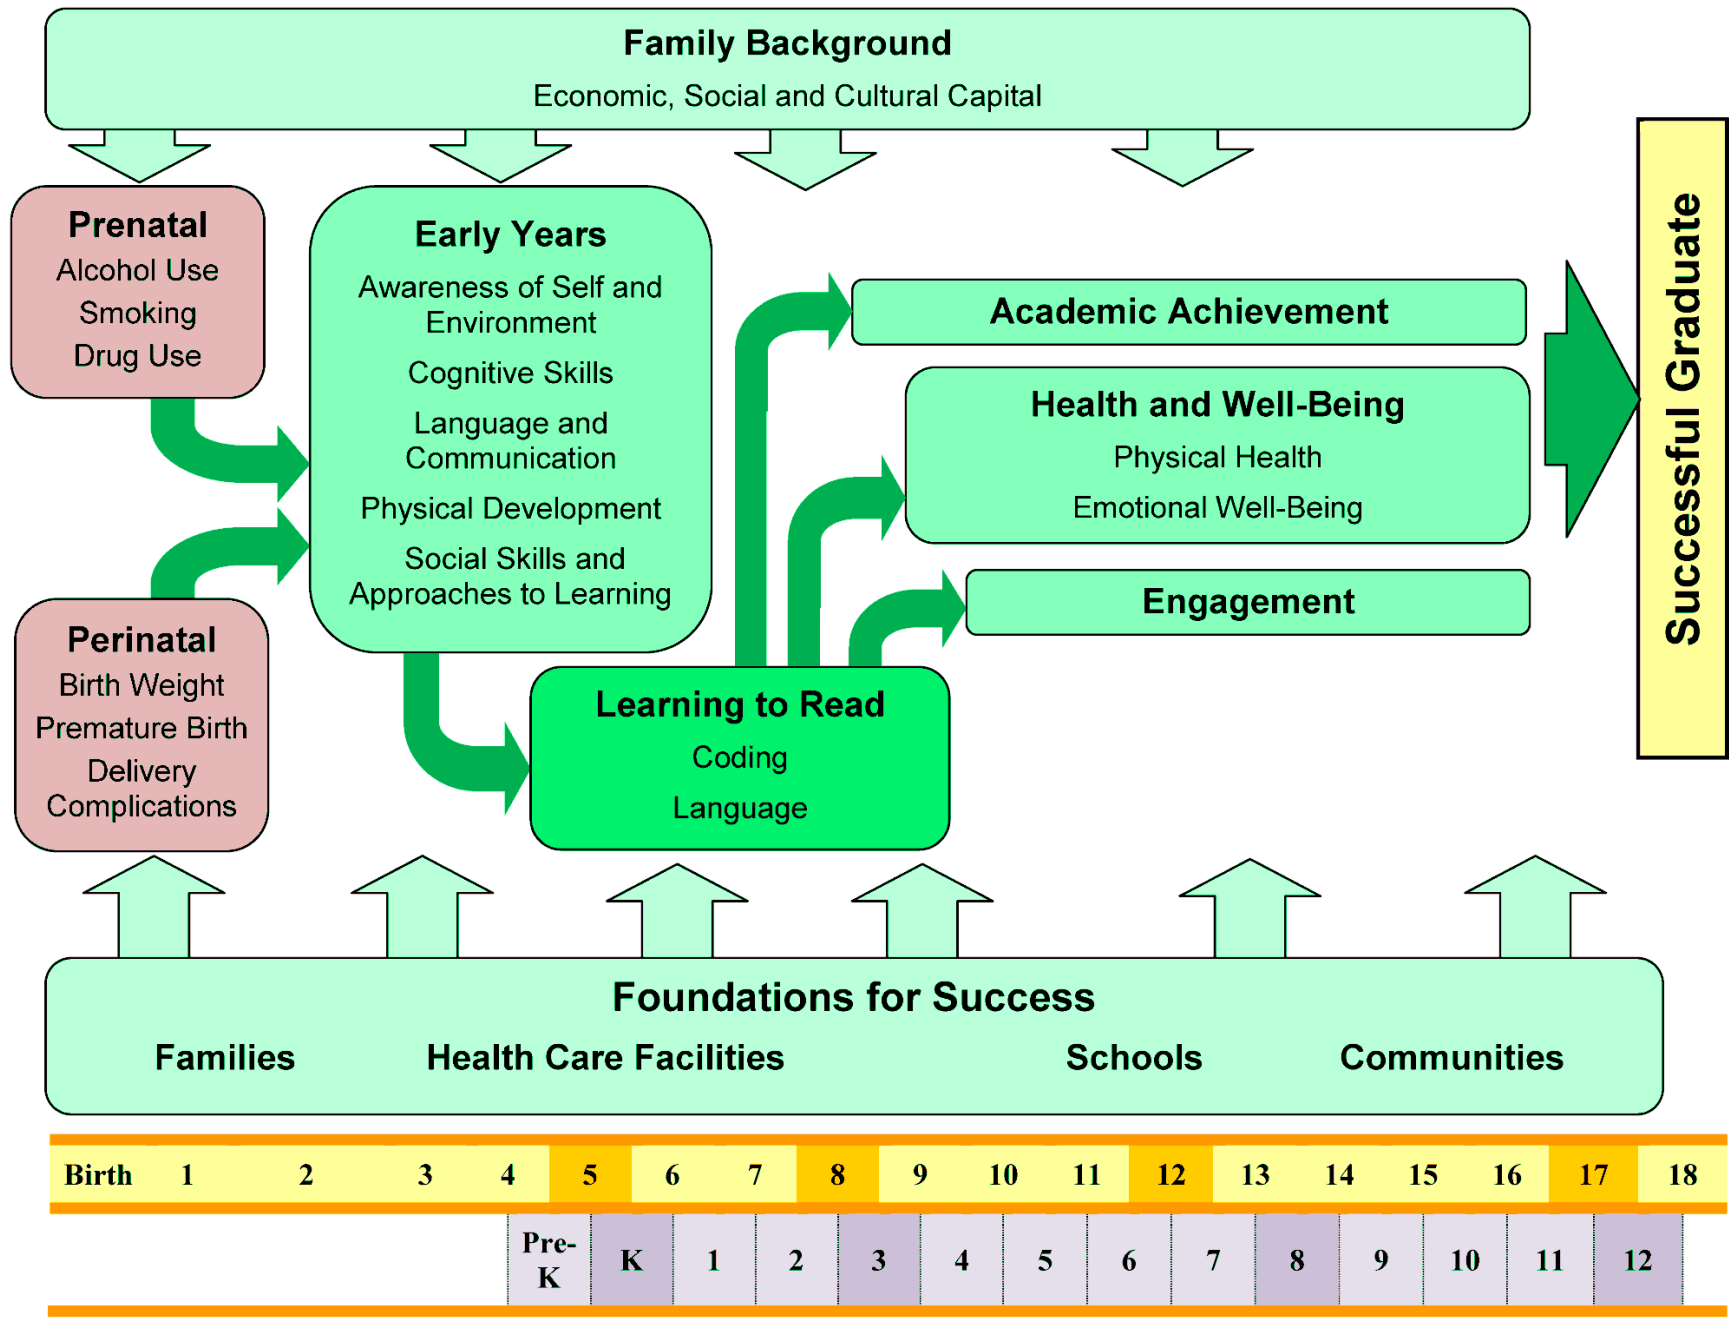 Family Background
Economic, Social and Cultural Capital
Prenatal
Alcohol Use
Smoking
Drug Use
Early Years
Awareness of Self and
Environment
Cognitive Skills
Language and
Communication
Physical Development
Social Skills and
Approaches to Learning
Perinatal
Birth Weight
Premature Birth
Delivery
Complications
Learning to Read
Coding
Language
Academic Achievement
Health and Well-Being
Physical Health
Emotional Well-Being
Engagement
Successful Graduate
Foundations for Success
Families Health Care Facilities Schools Communities
Birth 1 2 3 4 5 6 7 8 9 10 11 12 13 14 15 16 17 18
Pre-
K K 1 2 3 4 5 6 7 8 9 10 11 12